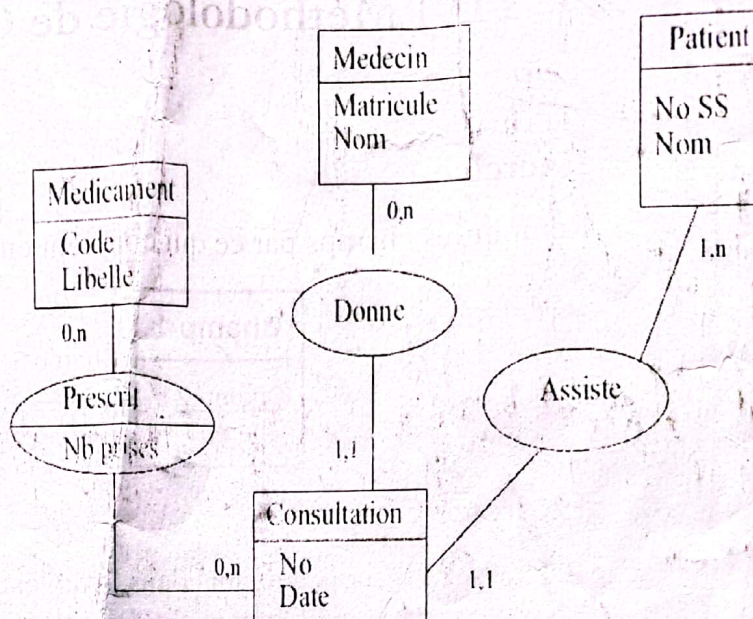 Medecin
Matricule
Nom
Patient
No SS
Nom
Medicament
Code
Libelle
0,n
0,n
1,n
Donne
Prescrit
Nb prises
Assiste
1,1
Consultation
No
Date
0,n
1,1